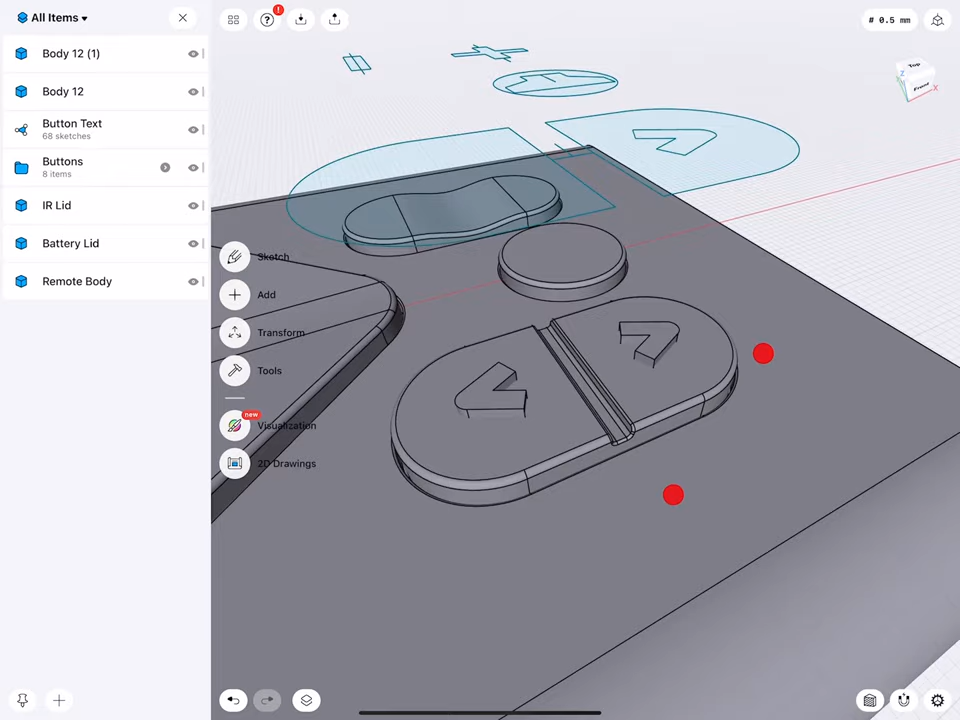 All Items
Body 12 (1)
Body 12
Button Text
68 sketches
Buttons
8 items
IR Lid
Battery Lid
Remote Body
?
!
# 0.5 mm
Top
Front
Z
X
Sketch
Add
Transform
Tools
new
Visualization
2D Drawings